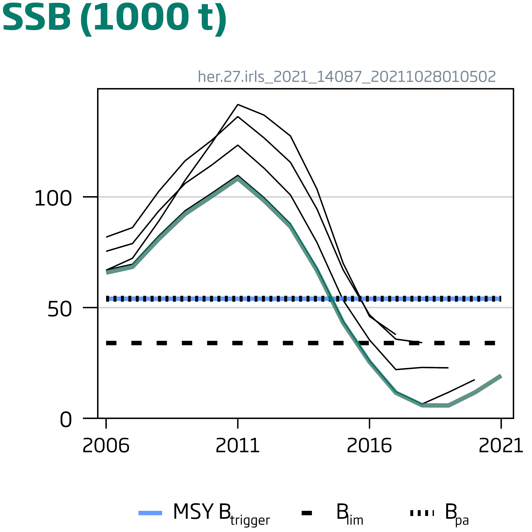 SSB (1000 t)
her.27.irls_2021_14087_20211028010502
100
50
0
2006 2011 2016 2021
MSY Btrigger Blim Bpa